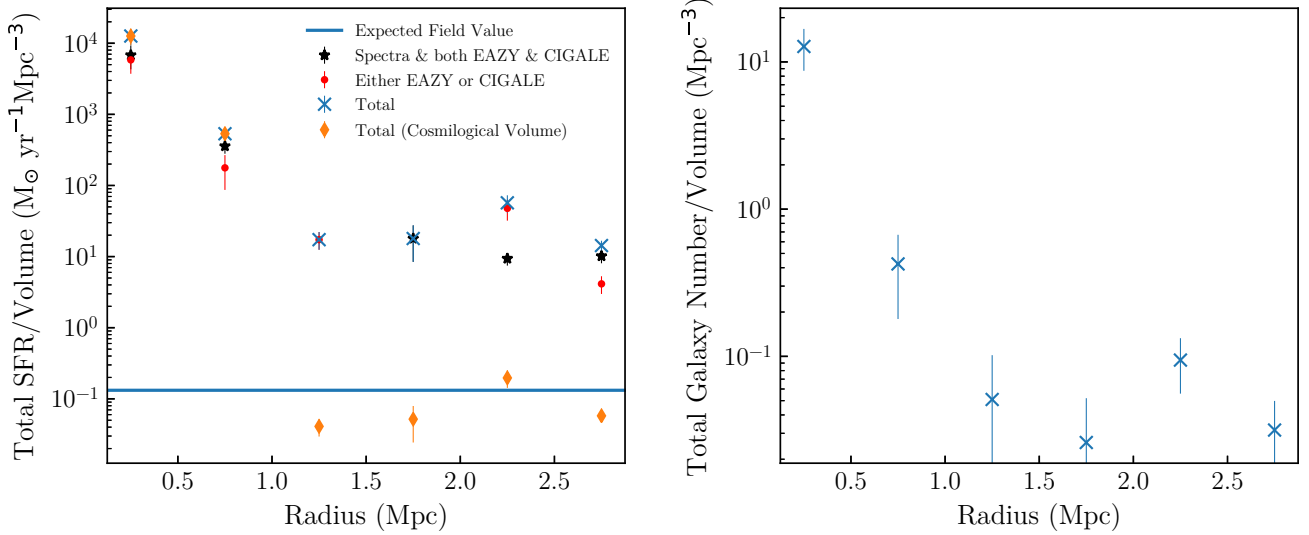 Total SFR/Volume (M⊙ yr⁻¹Mpc⁻³)
10⁴
10³
10²
10¹
10⁰
10⁻¹
Expected Field Value
Spectra & both EAZY & CIGALE
Either EAZY or CIGALE
Total
Total (Cosmilogical Volume)
0.5 1.0 1.5 2.0 2.5
Radius (Mpc)
Total Galaxy Number/Volume (Mpc⁻³)
10¹
10⁰
10⁻¹
0.5 1.0 1.5 2.0 2.5
Radius (Mpc)